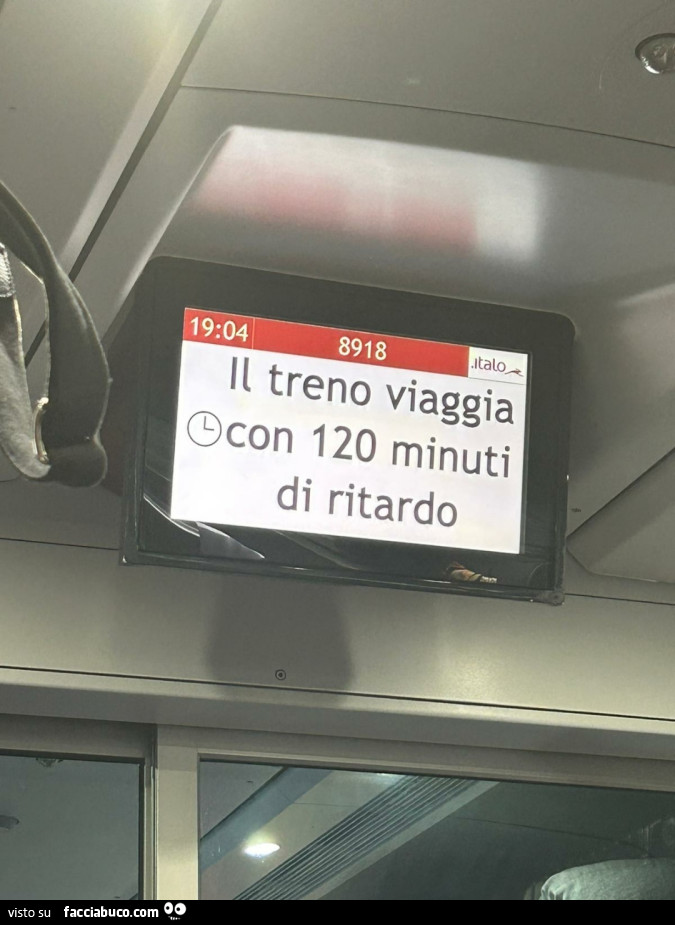 19:04 8918 .italo
Il treno viaggia
con 120 minuti
di ritardo
visto su facciabuco.com